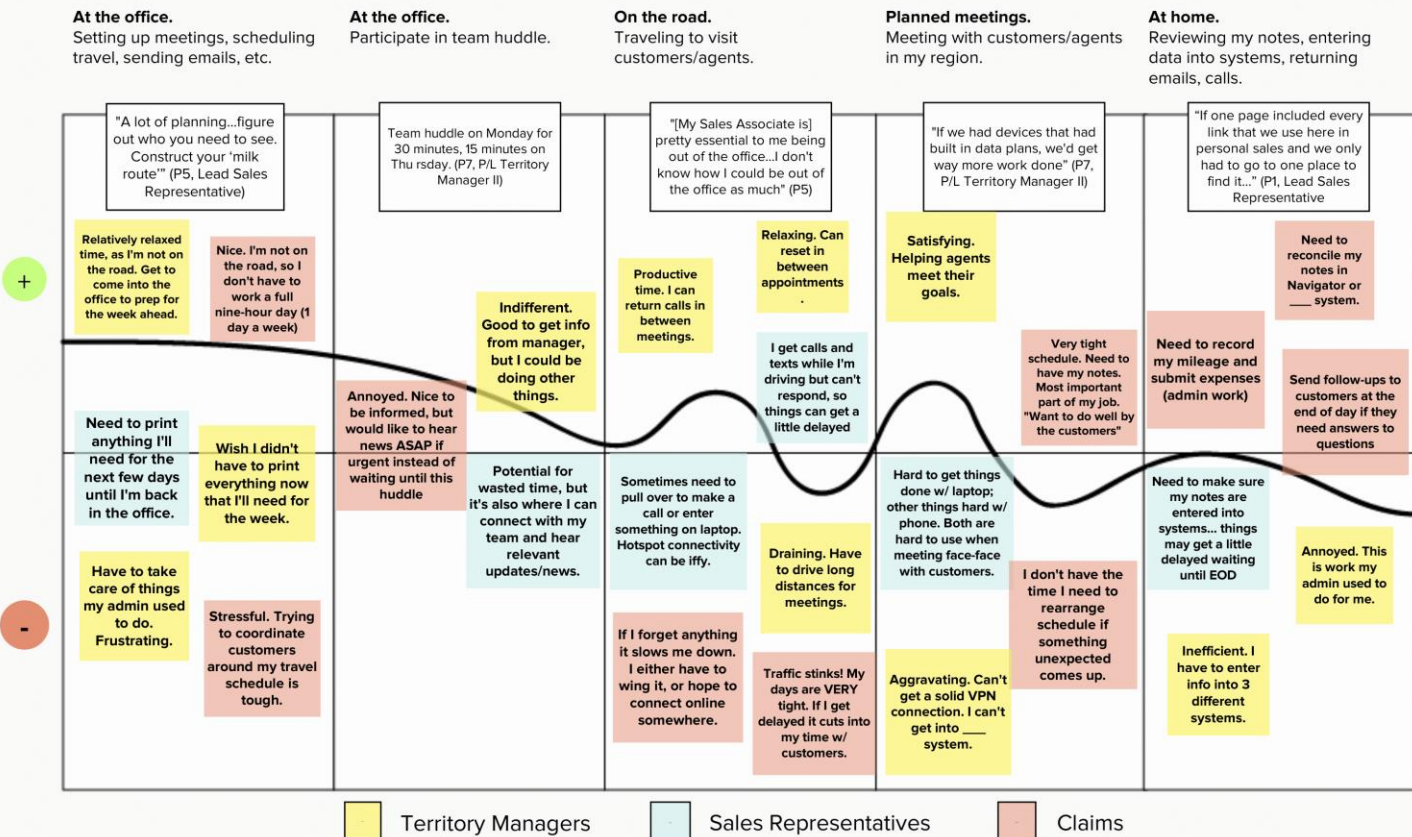 At the office.
Setting up meetings, scheduling
travel, sending emails, etc.
At the office.
Participate in team huddle.
On the road.
Traveling to visit
customers/agents.
Planned meetings.
Meeting with customers/agents
in my region.
At home.
Reviewing my notes, entering
data into systems, returning
emails, calls.
"A lot of planning...figure
out who you need to see.
Construct your ‘milk
route’” (P5, Lead Sales
Representative)
Team huddle on Monday for
30 minutes, 15 minutes on
Thu rsday. (P7, P/L Territory
Manager II)
"[My Sales Associate is]
pretty essential to me being
out of the office...I don't
know how I could be out of
the office as much" (P5)
"If we had devices that had
built in data plans, we'd get
way more work done” (P7,
P/L Territory Manager II)
“If one page included every
link that we use here in
personal sales and we only
had to go to one place to
find it...” (P1, Lead Sales
Representative
+
Relatively relaxed
time, as I'm not on
the road. Get to
come into the
office to prep for
the week ahead.
Nice. I'm not on
the road, so I
don't have to
work a full
nine-hour day (1
day a week)
Need to print
anything I'll
need for the
next few days
until I'm back
in the office.
Wish I didn't
have to print
everything now
that I'll need for
the week.
Have to take
care of things
my admin used
to do.
Frustrating.
Stressful. Trying
to coordinate
customers
around my travel
schedule is
tough.
-
Indifferent.
Good to get info
from manager,
but I could be
doing other
things.
Annoyed. Nice to
be informed, but
would like to hear
news ASAP if
urgent instead of
waiting until this
huddle
Potential for
wasted time, but
it's also where I can
connect with my
team and hear
relevant
updates/news.
Productive
time. I can
return calls in
between
meetings.
Relaxing. Can
reset in
between
appointments
.
I get calls and
texts while I'm
driving but can't
respond, so
things can get a
little delayed
Sometimes need to
pull over to make a
call or enter
something on laptop.
Hotspot connectivity
can be iffy.
Draining. Have
to drive long
distances for
meetings.
If I forget anything
it slows me down.
I either have to
wing it, or hope to
connect online
somewhere.
Traffic stinks! My
days are VERY
tight. If I get
delayed it cuts into
my time w/
customers.
Satisfying.
Helping agents
meet their
goals.
Very tight
schedule. Need to
have my notes.
Most important
part of my job.
"Want to do well by
the customers"
Hard to get things
done w/ laptop;
other things hard w/
phone. Both are
hard to use when
meeting face-face
with customers.
I don't have the
time I need to
rearrange
schedule if
something
unexpected
comes up.
Aggravating. Can't
get a solid VPN
connection. I can't
get into ___
system.
Need to
reconcile my
notes in
Navigator or
___ system.
Need to record
my mileage and
submit expenses
(admin work)
Send follow-ups to
customers at the
end of day if they
need answers to
questions
Need to make sure
my notes are
entered into
systems... things
may get a little
delayed waiting
until EOD
Annoyed. This
is work my
admin used to
do for me.
Inefficient. I
have to enter
info into 3
different
systems.
Territory Managers
Sales Representatives
Claims